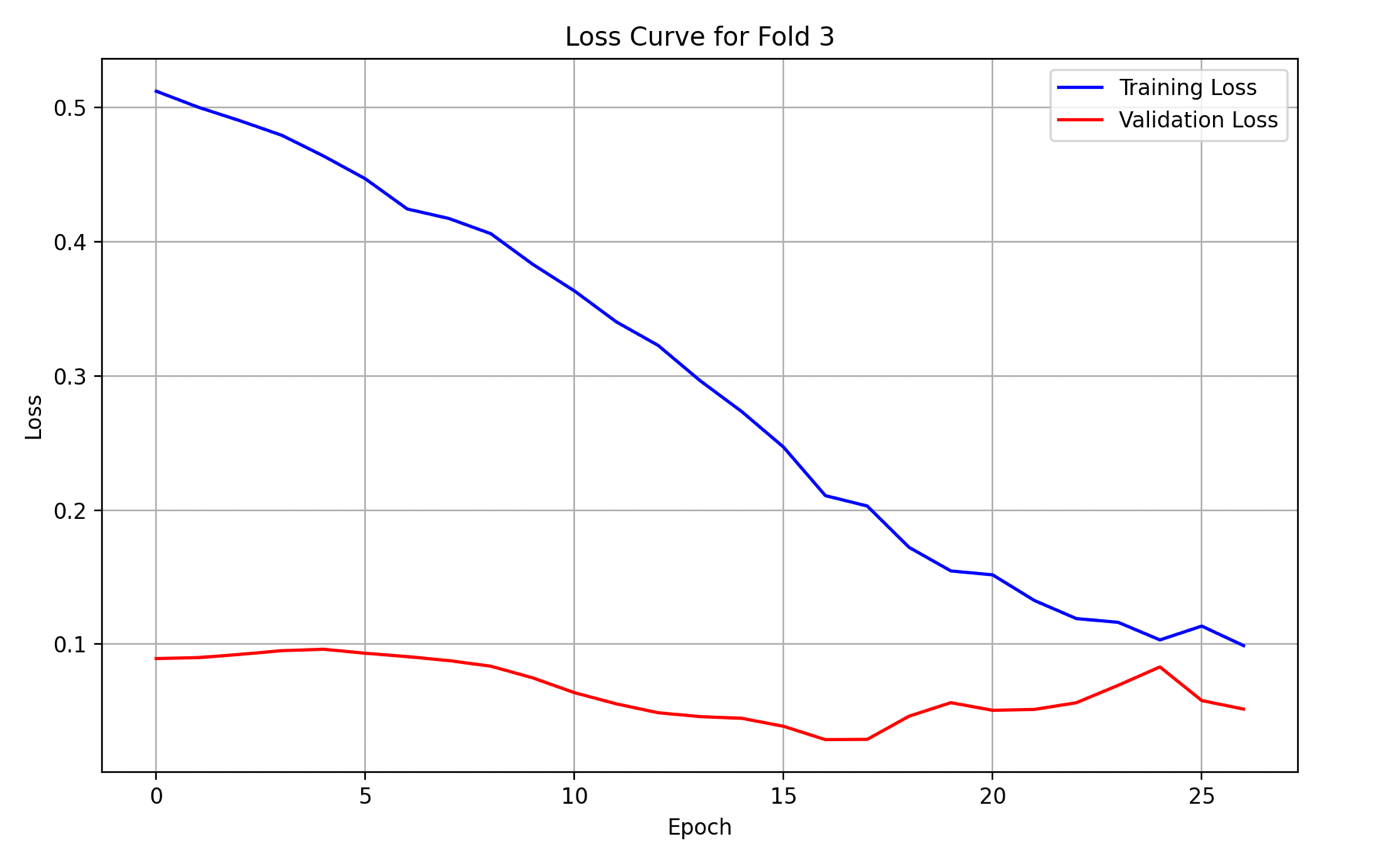 Loss Curve for Fold 3
Training Loss
Validation Loss
0.5
0.4
0.3
0.2
0.1
Loss
0 5 10 15 20 25
Epoch